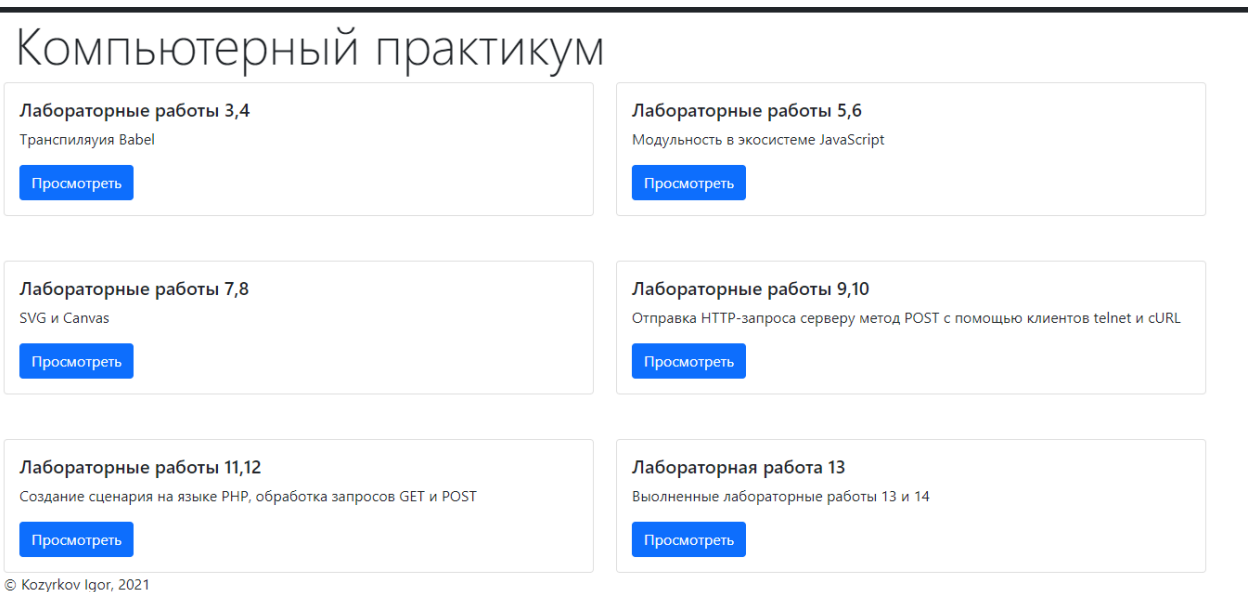 Компьютерный практикум
Лабораторные работы 3,4
Транспиляуия Babel
Просмотреть
Лабораторные работы 5,6
Модульность в экосистеме JavaScript
Просмотреть
Лабораторные работы 7,8
SVG и Canvas
Просмотреть
Лабораторные работы 9,10
Отправка HTTP-запроса серверу метод POST с помощью клиентов telnet и cURL
Просмотреть
Лабораторные работы 11,12
Создание сценария на языке PHP, обработка запросов GET и POST
Просмотреть
Лабораторная работа 13
Выолненные лабораторные работы 13 и 14
Просмотреть
© Kozyrkov Igor, 2021